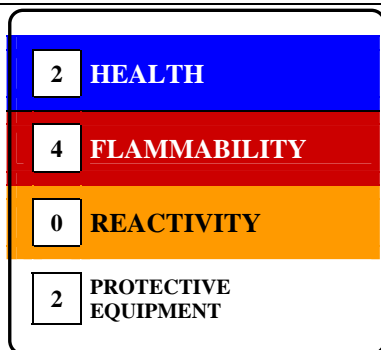 2 HEALTH
4 FLAMMABILITY
0 REACTIVITY
2 PROTECTIVE
EQUIPMENT